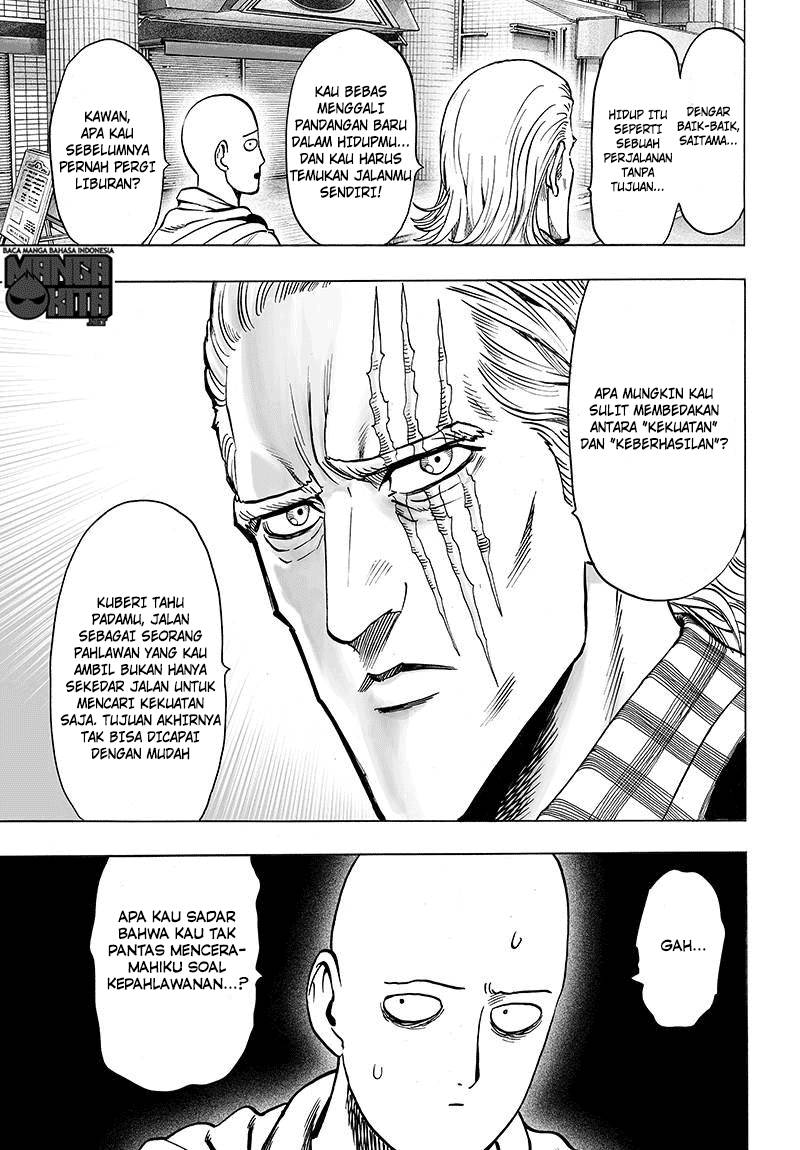 DENGAR
BAIK-BAIK,
SAITAMA...
HIDUP ITU
SEPERTI
SEBUAH
PERJALANAN
TANPA
TUJUAN...
KAU BEBAS
MENGGALI
PANDANGAN BARU
DALAM HIDUPMU...
DAN KAU HARUS
TEMUKAN JALANMU
SENDIRI!
KAWAN,
APA KAU
SEBELUMNYA
PERNAH PERGI
LIBURAN?
BACA MANGA BAHASA INDONESIA
MANGA
KITA
APA MUNGKIN KAU
SULIT MEMBEDAKAN
ANTARA "KEKUATAN"
DAN "KEBERHASILAN"?
KUBERI TAHU
PADAMU, JALAN
SEBAGAI SEORANG
PAHLAWAN YANG KAU
AMBIL BUKAN HANYA
SEKEDAR JALAN UNTUK
MENCARI KEKUATAN
SAJA. TUJUAN AKHIRNYA
TAK BISA DICAPAI
DENGAN MUDAH
GAH...
APA KAU SADAR
BAHWA KAU TAK
PANTAS MENCERA-
MAHIKU SOAL
KEPAHLAWANAN...?